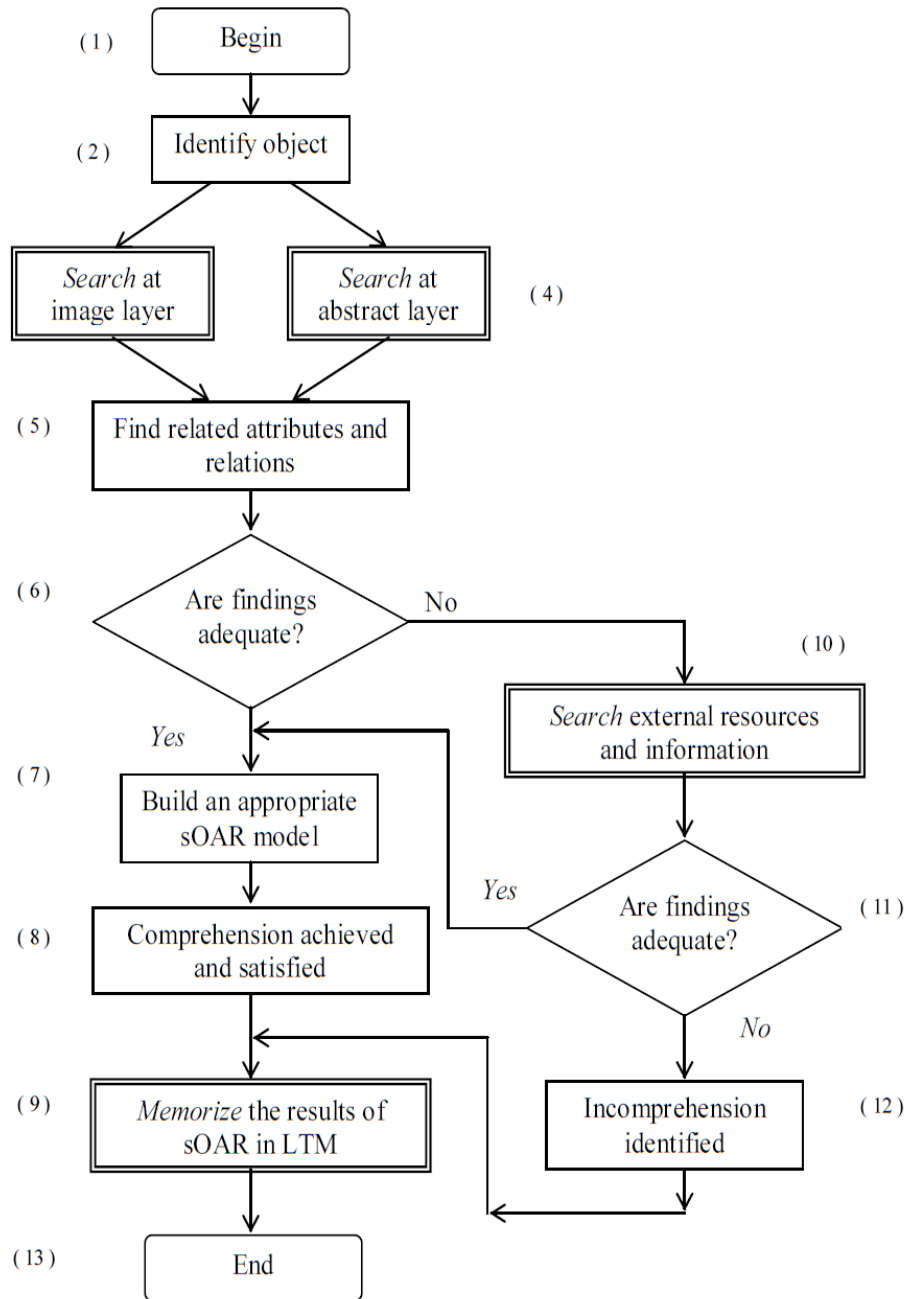 ( 1 )
Begin
( 2 )
Identify object
Search at
image layer
Search at
abstract layer
( 4 )
( 5 )
Find related attributes and
relations
( 6 )
Are findings
adequate?
No
( 10 )
Search external resources
and information
Yes
( 7 )
Build an appropriate
sOAR model
Yes
Are findings
adequate?
( 11 )
( 8 )
Comprehension achieved
and satisfied
No
( 9 )
Memorize the results of
sOAR in LTM
Incomprehension
identified
( 12 )
( 13 )
End